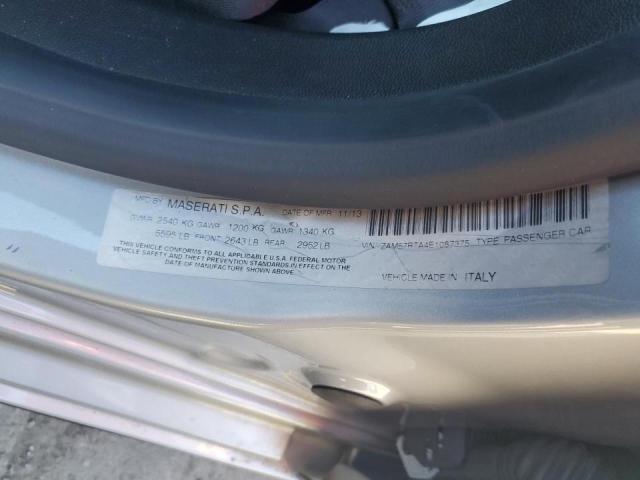 MFD BY MASERATI S.P.A. DATE OF MFR 11/13
GVWR 2540 KG GAWR 1200 KG GAWR 1340 KG
5595 LB FRONT 2643 LB REAR 2952 LB
THIS VEHICLE CONFORMS TO ALL APPLICABLE U.S.A. FEDERAL MOTOR
VEHICLE SAFETY AND THEFT PREVENTION STANDARDS IN EFFECT ON THE
DATE OF MANUFACTURE SHOWN ABOVE
VIN: ZAM57RTA4E1087375 TYPE PASSENGER CAR
VEHICLE MADE IN ITALY